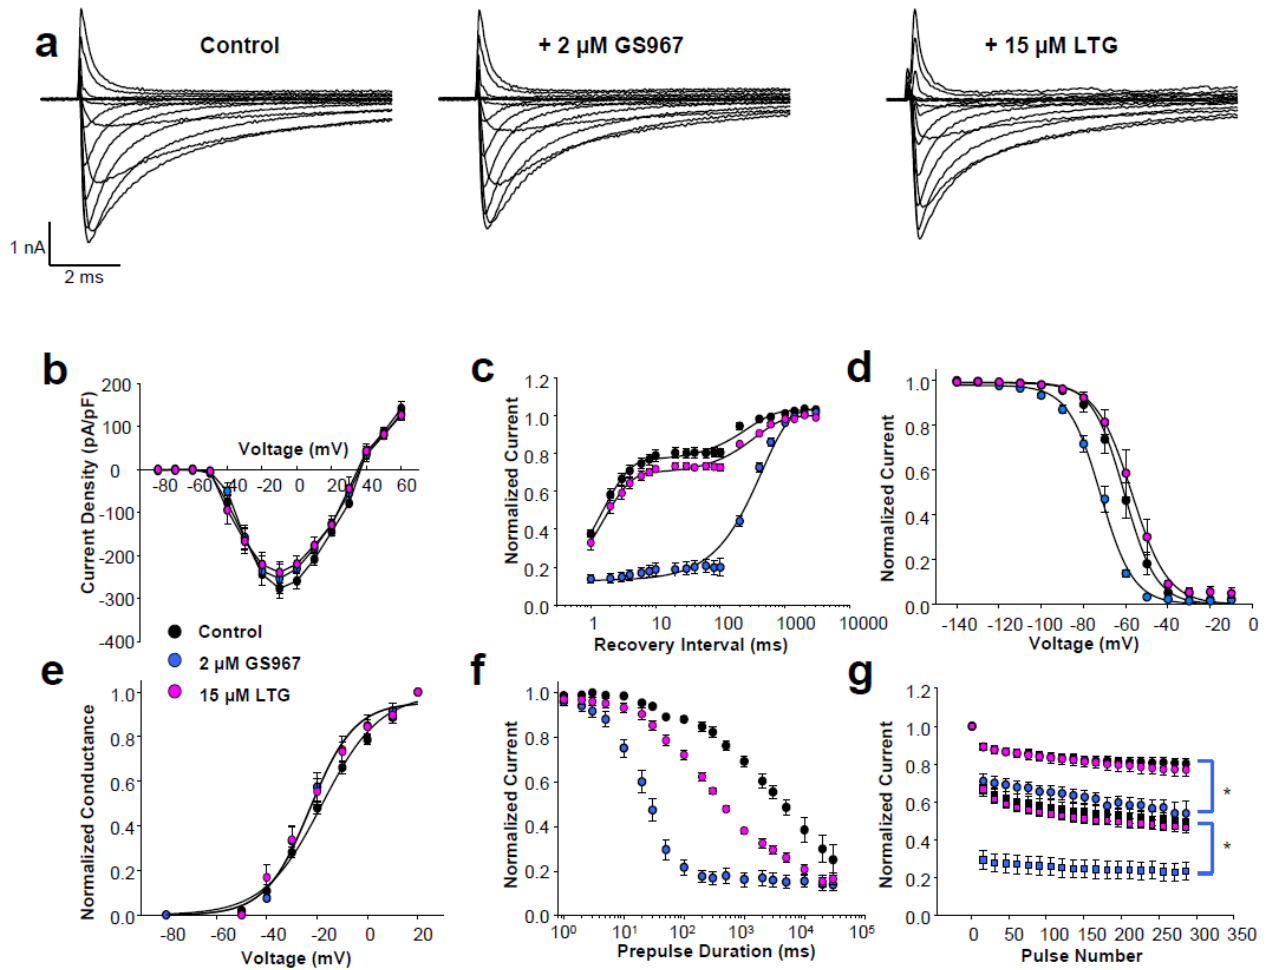 a
Control
+ 2 µM GS967
+ 15 µM LTG
1 nA
2 ms
b
200
100
0
-100
-200
-300
-400
Current Density (pA/pF)
Voltage (mV)
-80 -60 -40 -20 0 20 40 60
Control
2 µM GS967
15 µM LTG
c
1.2
1.0
0.8
0.6
0.4
0.2
0.0
Normalized Current
1 10 100 1000 10000
Recovery Interval (ms)
d
1.0
0.8
0.6
0.4
0.2
0.0
Normalized Current
-140 -120 -100 -80 -60 -40 -20 0
Voltage (mV)
e
1.0
0.8
0.6
0.4
0.2
0.0
Normalized Conductance
-80 -60 -40 -20 0 20
Voltage (mV)
f
1.0
0.8
0.6
0.4
0.2
0.0
Normalized Current
10⁰ 10¹ 10² 10³ 10⁴ 10⁵
Prepulse Duration (ms)
g
1.2
1.0
0.8
0.6
0.4
0.2
Normalized Current
*
*
0 50 100 150 200 250 300 350
Pulse Number